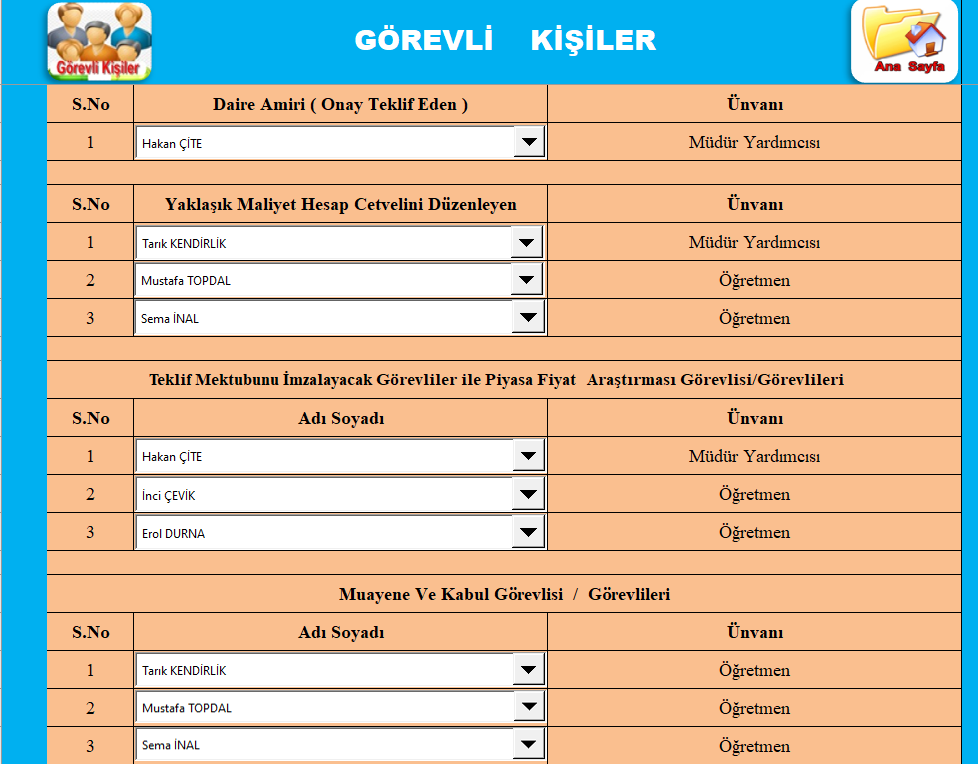 Görevli Kişiler
GÖREVLİ KİŞİLER
Ana Sayfa
S.No Daire Amiri ( Onay Teklif Eden ) Ünvanı
1 Hakan ÇİTE Müdür Yardımcısı
S.No Yaklaşık Maliyet Hesap Cetvelini Düzenleyen Ünvanı
1 Tarık KENDİRLİK Müdür Yardımcısı
2 Mustafa TOPDAL Öğretmen
3 Sema İNAL Öğretmen
Teklif Mektubunu İmzalayacak Görevliler ile Piyasa Fiyat Araştırması Görevlisi/Görevlileri
S.No Adı Soyadı Ünvanı
1 Hakan ÇİTE Müdür Yardımcısı
2 İnci ÇEVİK Öğretmen
3 Erol DURNA Öğretmen
Muayene Ve Kabul Görevlisi / Görevlileri
S.No Adı Soyadı Ünvanı
1 Tarık KENDİRLİK Öğretmen
2 Mustafa TOPDAL Öğretmen
3 Sema İNAL Öğretmen